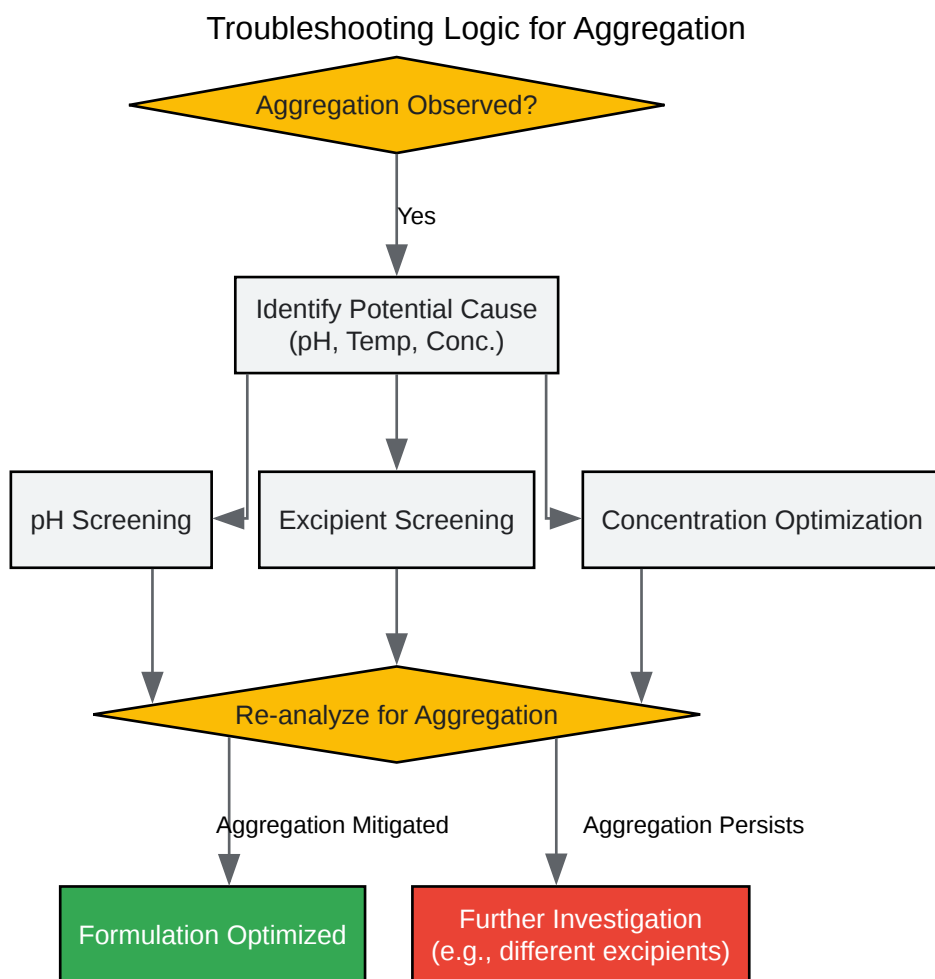 Troubleshooting Logic for Aggregation
Aggregation Observed?
Yes
Identify Potential Cause
(pH, Temp, Conc.)
pH Screening
Excipient Screening
Concentration Optimization
Re-analyze for Aggregation
Aggregation Mitigated
Aggregation Persists
Formulation Optimized
Further Investigation
(e.g., different excipients)